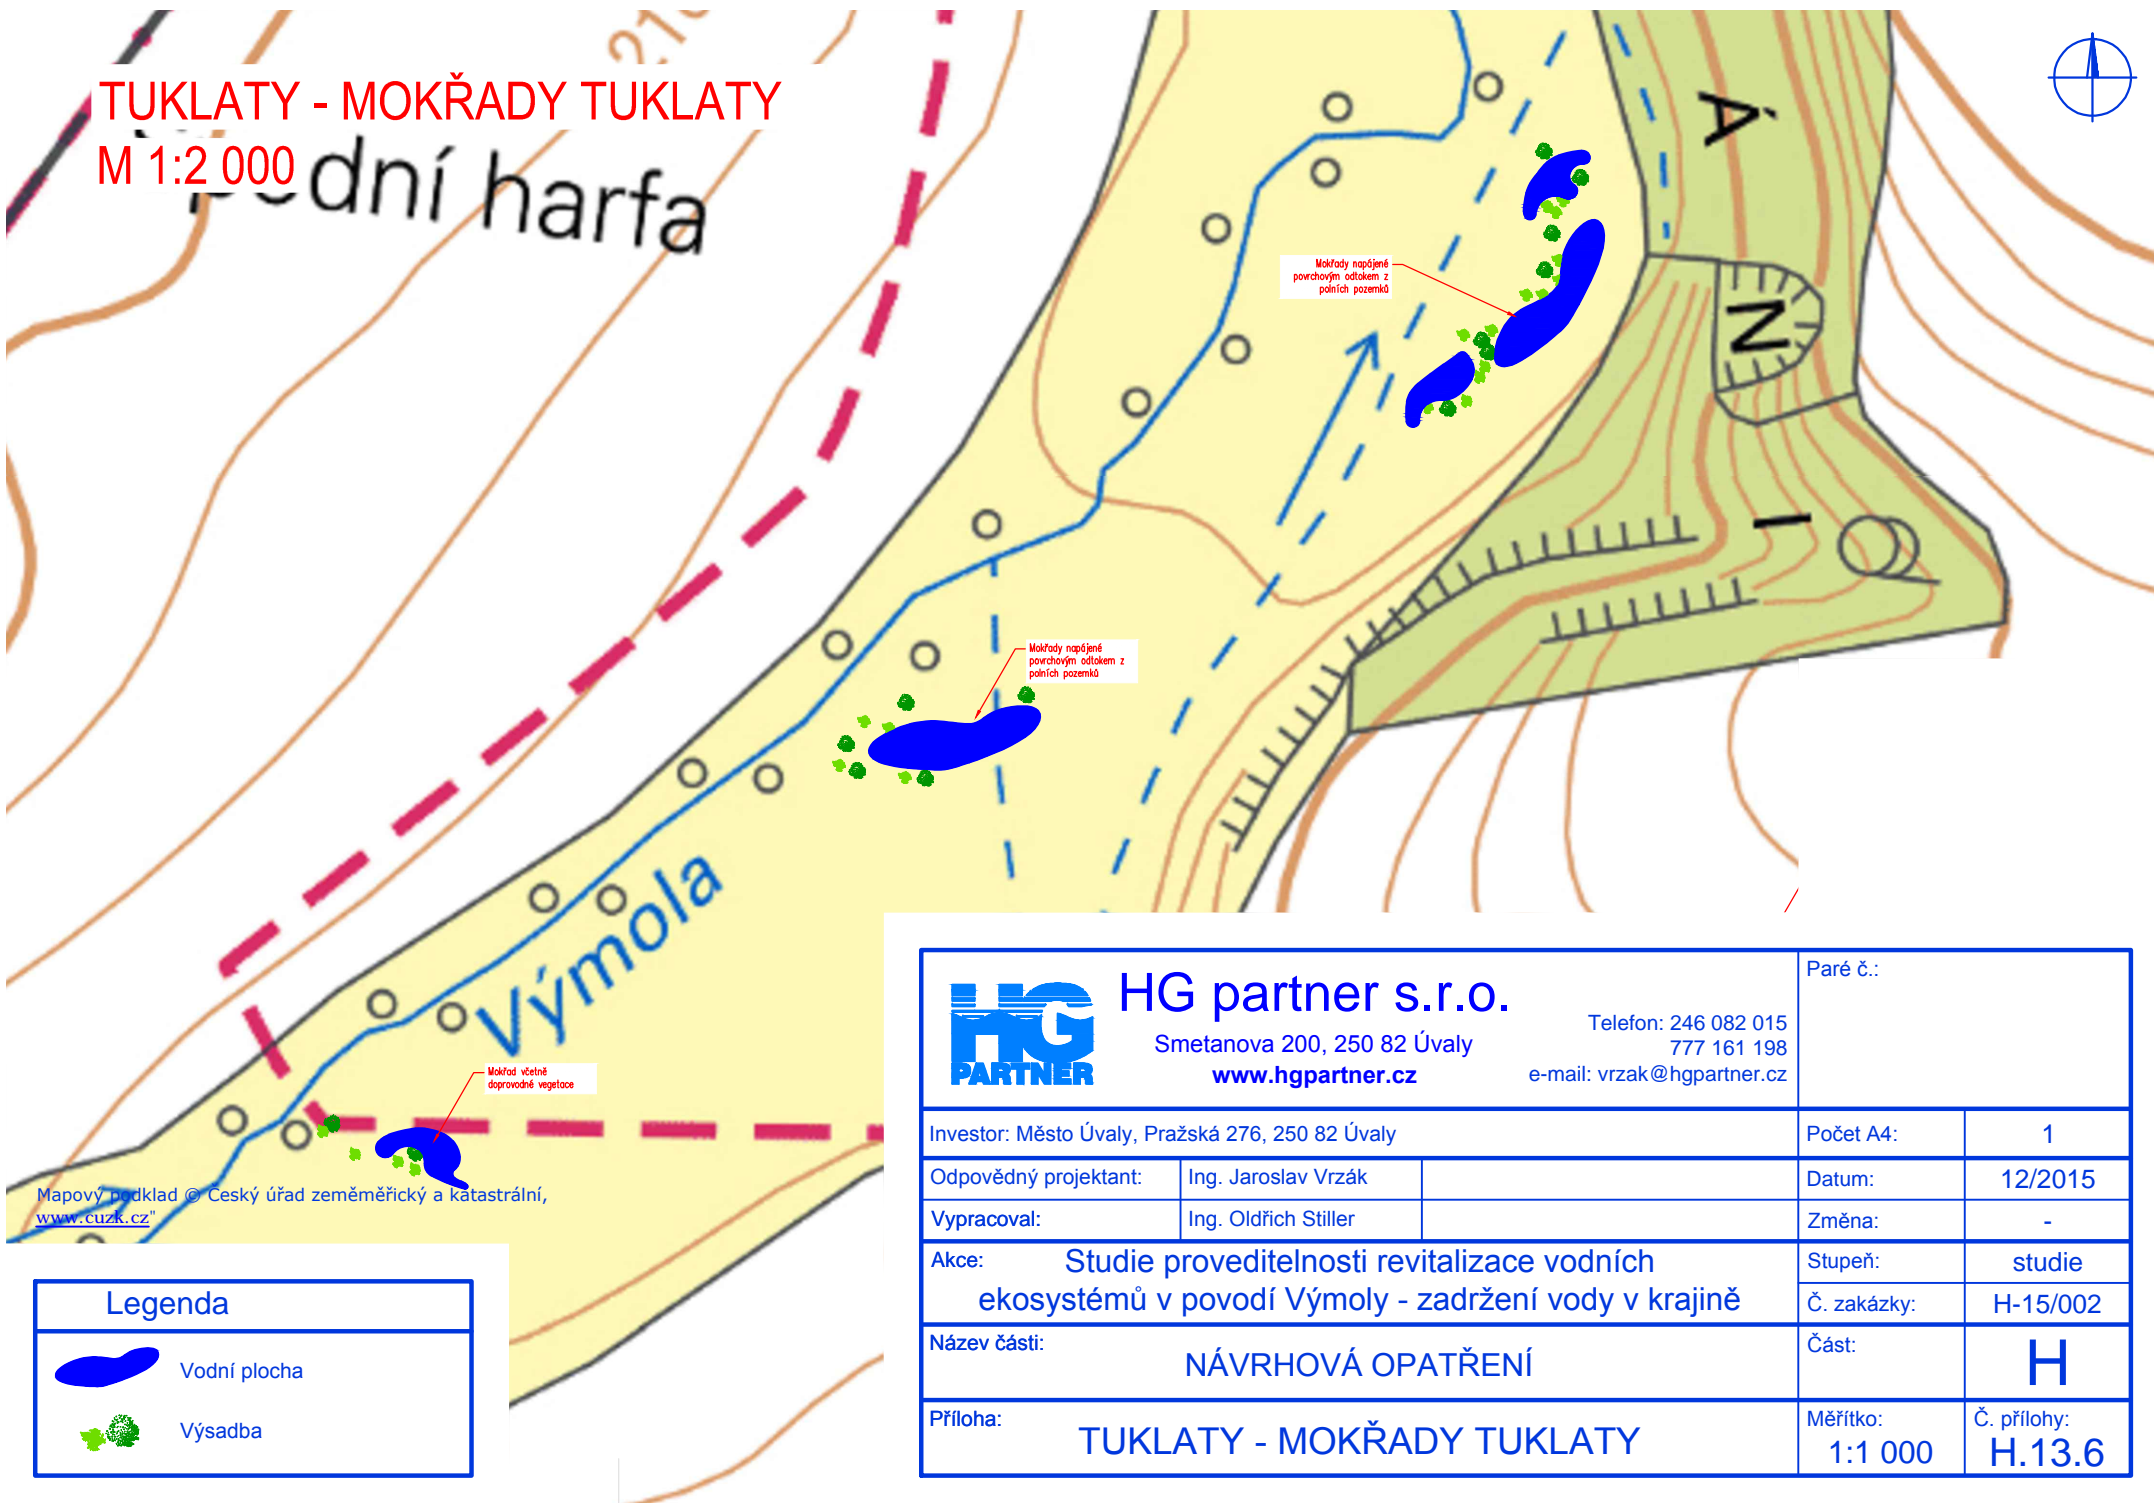 TUKLATY - MOKŘADY TUKLATY
M 1:2 000
dní harfa
Á
N
I
Mokřady napájené
povrchovým odtokem z
polních pozemků
Mokřady napájené
povrchovým odtokem z
polních pozemků
Výmola
Mokřad včetně
doprovodné vegetace
Mapový podklad © Český úřad zeměměřický a katastrální,
www.cuzk.cz"
Legenda
Vodní plocha
Výsadba
HG
PARTNER
HG partner s.r.o.
Smetanova 200, 250 82 Úvaly
www.hgpartner.cz
Telefon: 246 082 015
777 161 198
e-mail: vrzak@hgpartner.cz
Paré č.:
Investor: Město Úvaly, Pražská 276, 250 82 Úvaly
Počet A4: 1
Odpovědný projektant: Ing. Jaroslav Vrzák
Datum: 12/2015
Vypracoval: Ing. Oldřich Stiller
Změna: -
Akce: Studie proveditelnosti revitalizace vodních
ekosystémů v povodí Výmoly - zadržení vody v krajině
Stupeň: studie
Č. zakázky: H-15/002
Název části:
NÁVRHOVÁ OPATŘENÍ
Část: H
Příloha:
TUKLATY - MOKŘADY TUKLATY
Měřítko:
1:1 000
Č. přílohy:
H.13.6